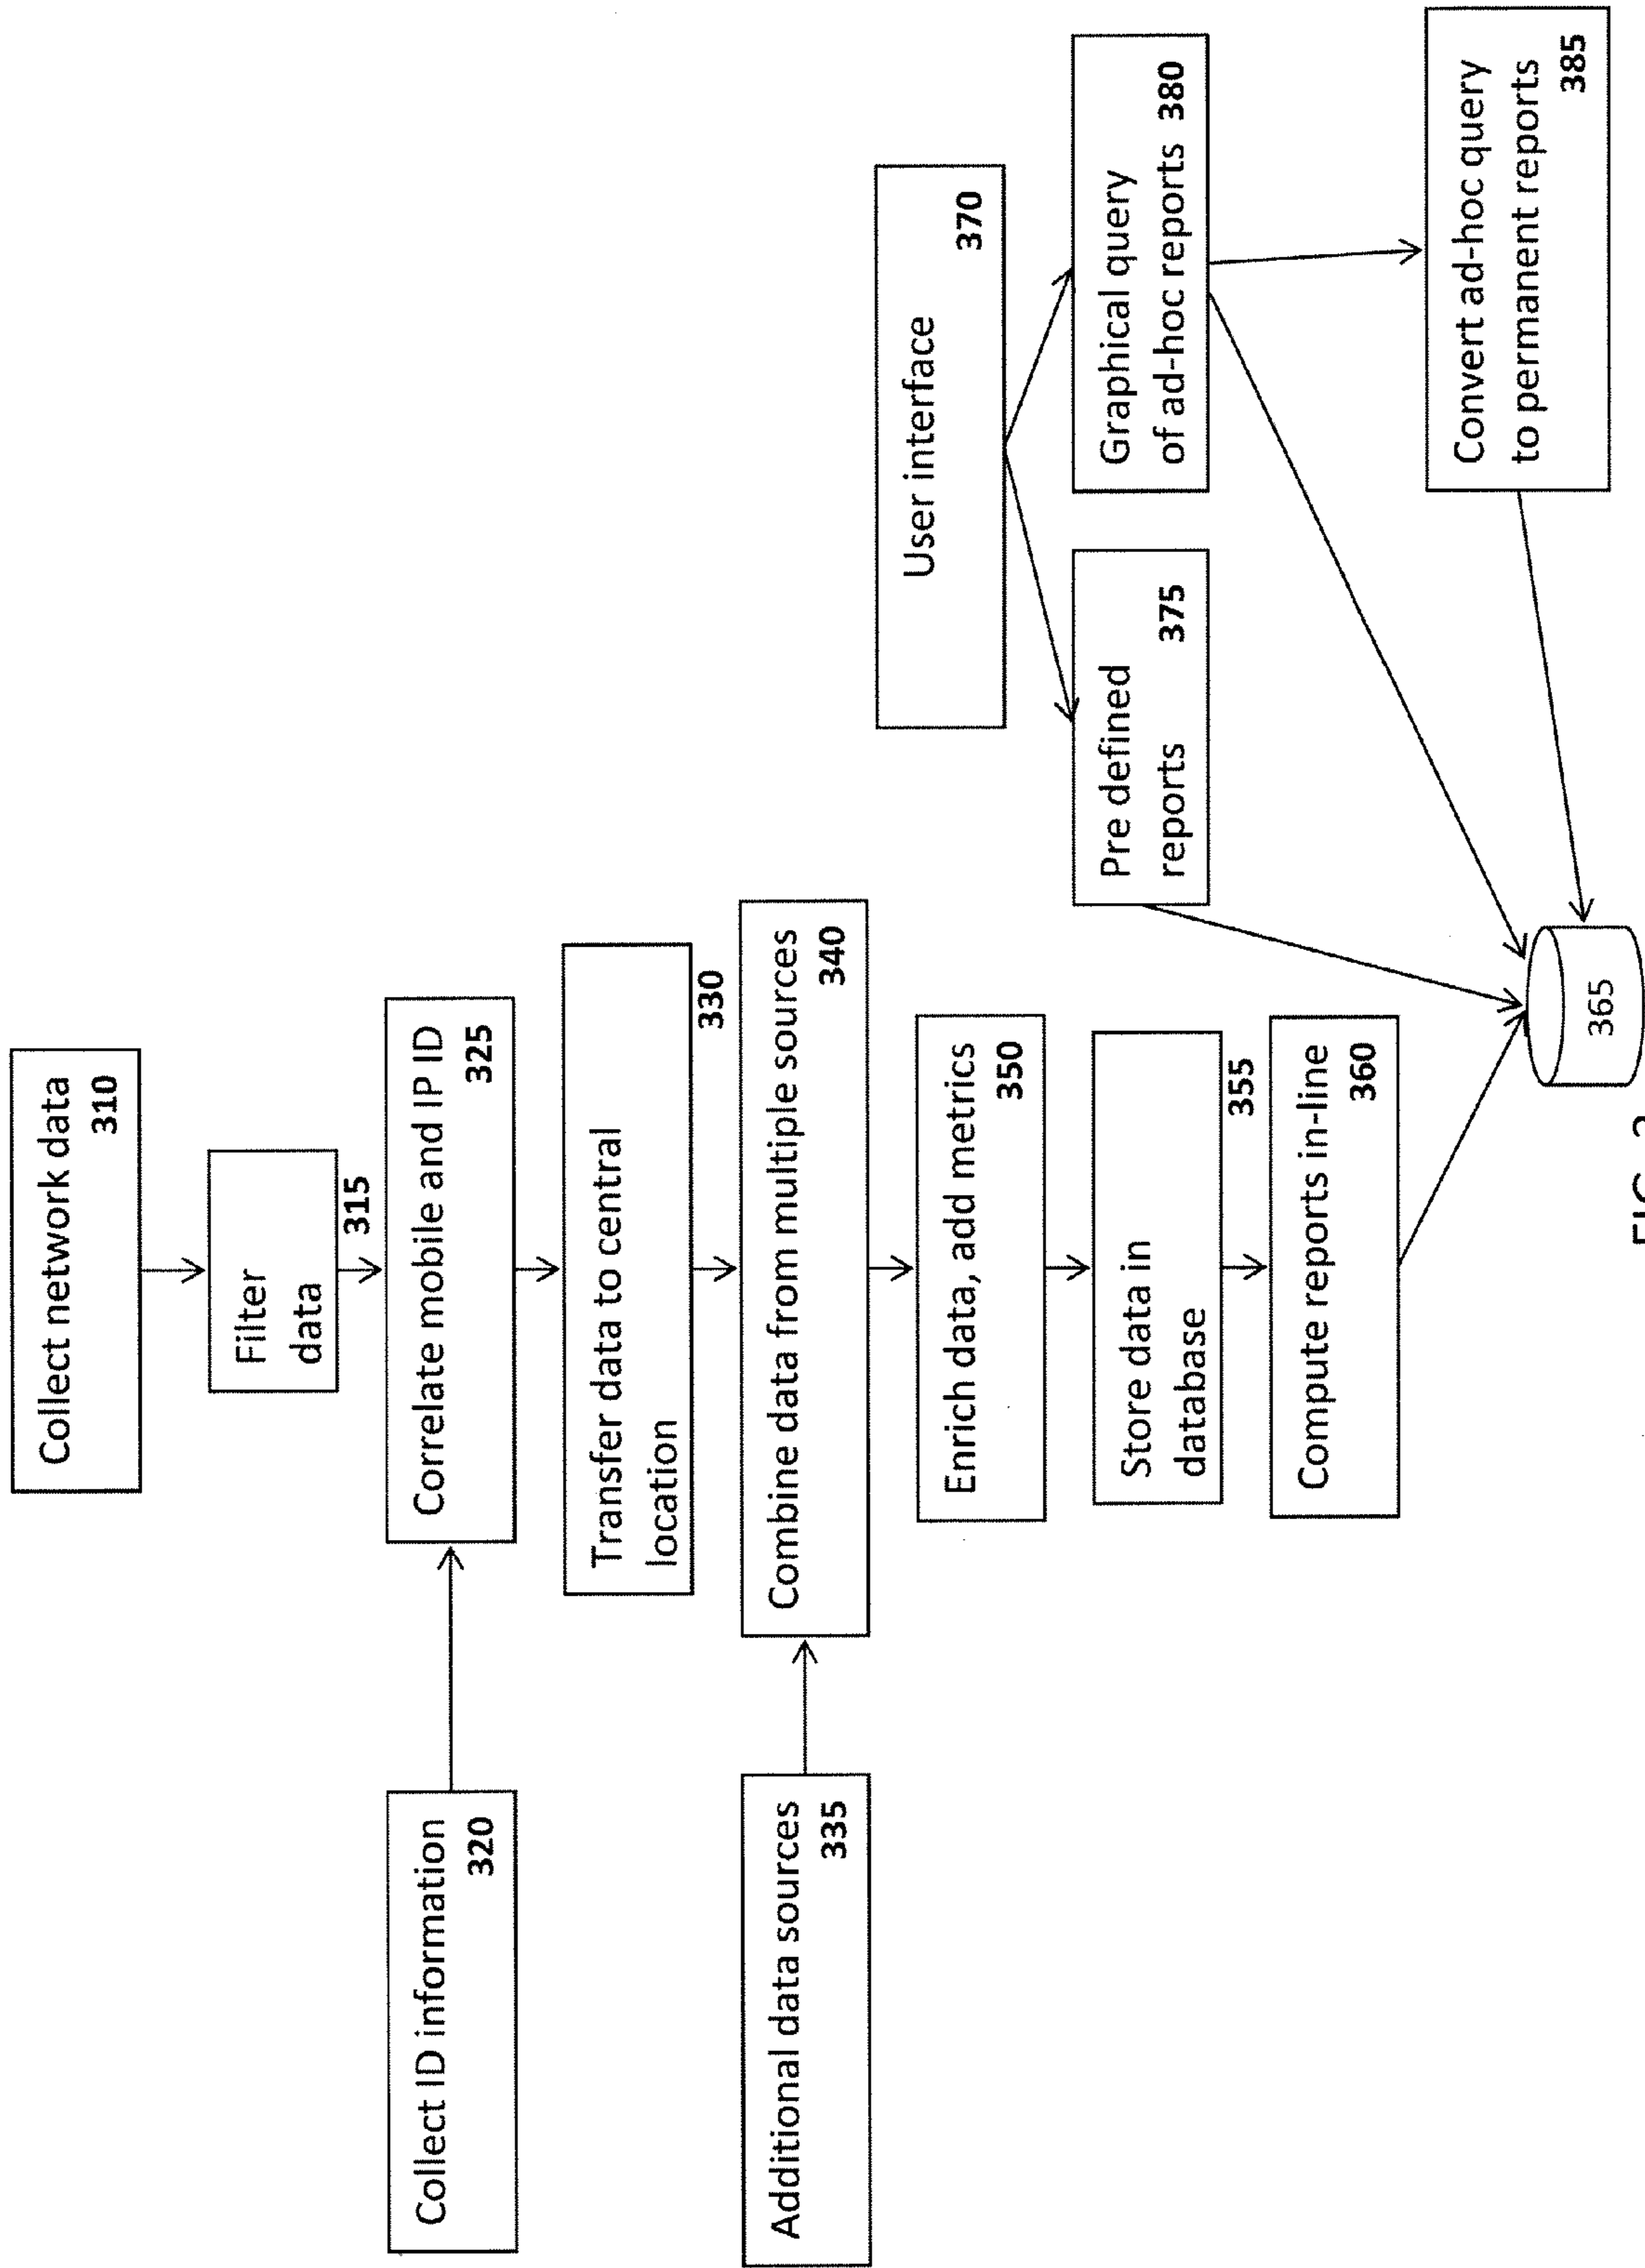 Collect network data
310
Filter
data
315
Collect ID information
320
Correlate mobile and IP ID
325
Transfer data to central
location
330
Additional data sources
335
Combine data from multiple sources
340
Enrich data, add metrics
350
Store data in
database
355
Compute reports in-line
360
365
User interface
370
Pre defined
reports 375
Graphical query
of ad-hoc reports 380
Convert ad-hoc query
to permanent reports
385
FIG.